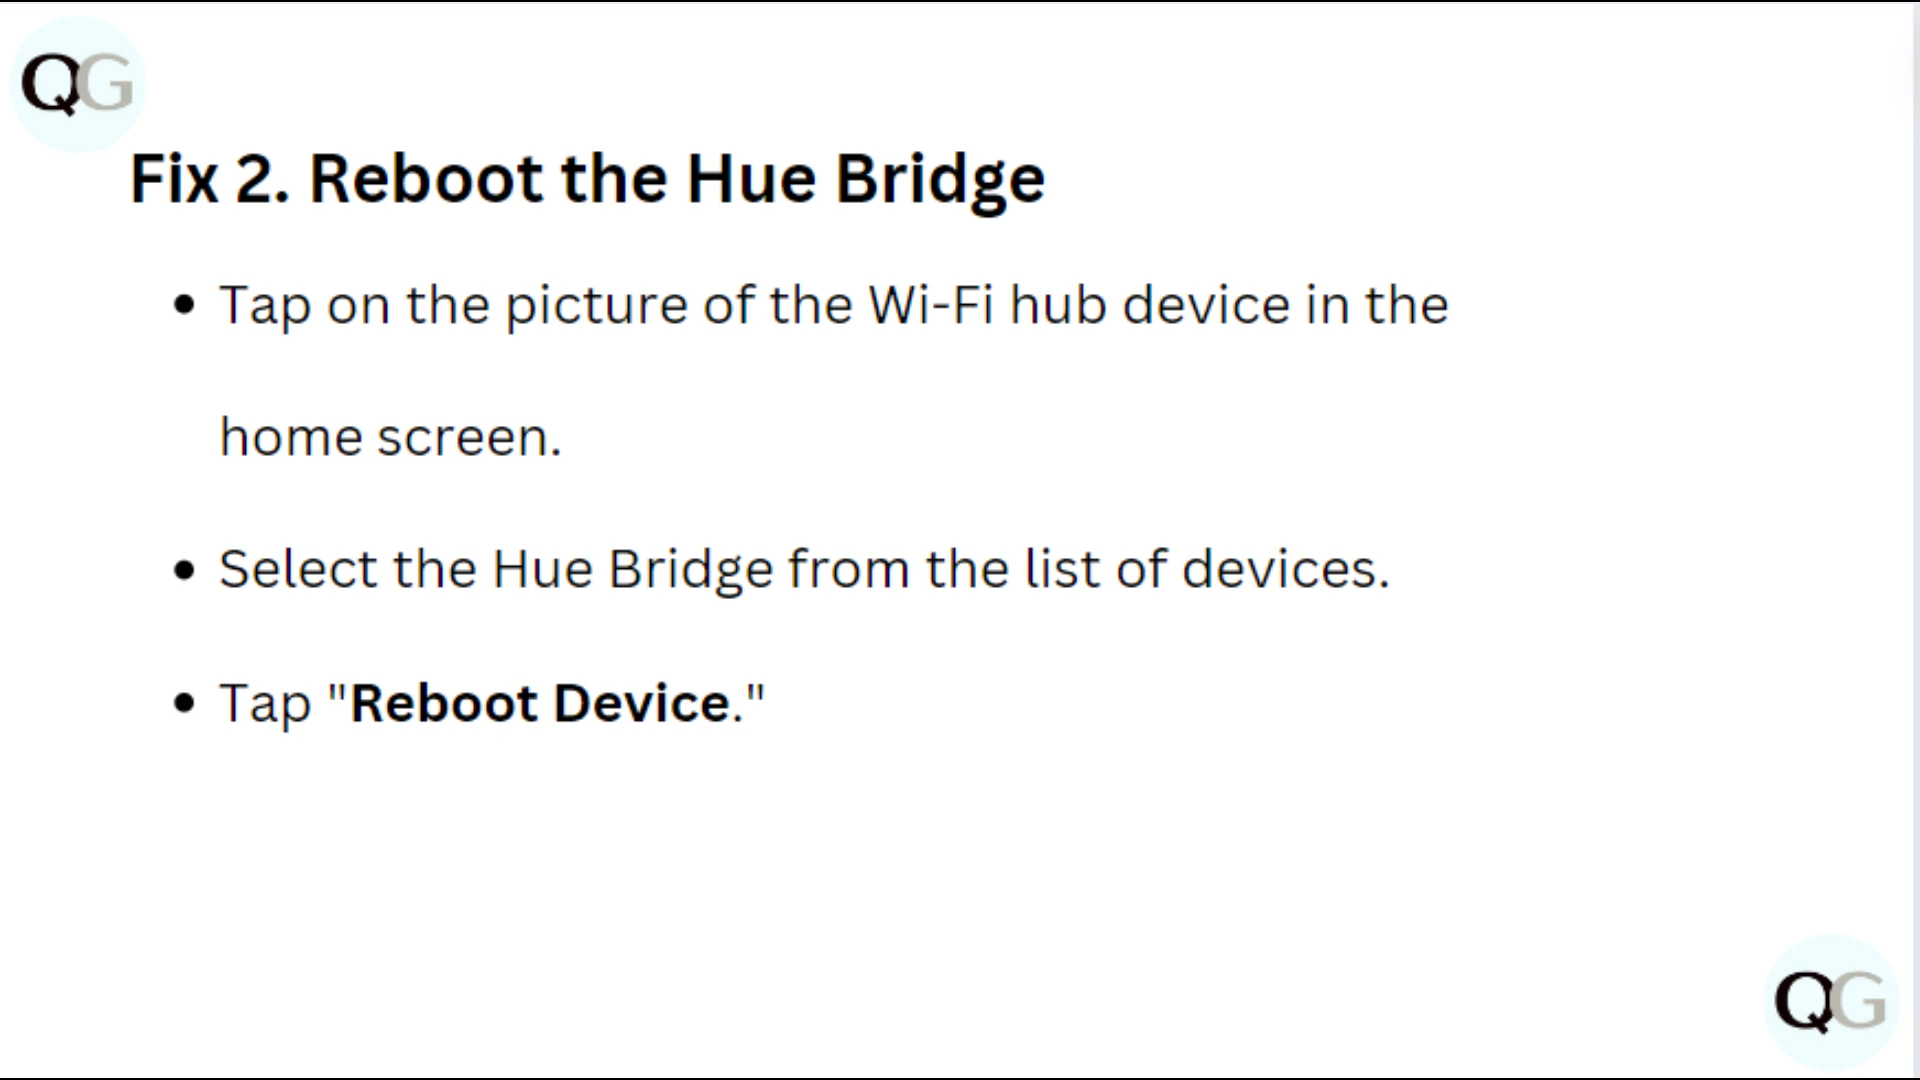 QG
Fix 2. Reboot the Hue Bridge
• Tap on the picture of the Wi-Fi hub device in the
home screen.
• Select the Hue Bridge from the list of devices.
• Tap "Reboot Device."
QG